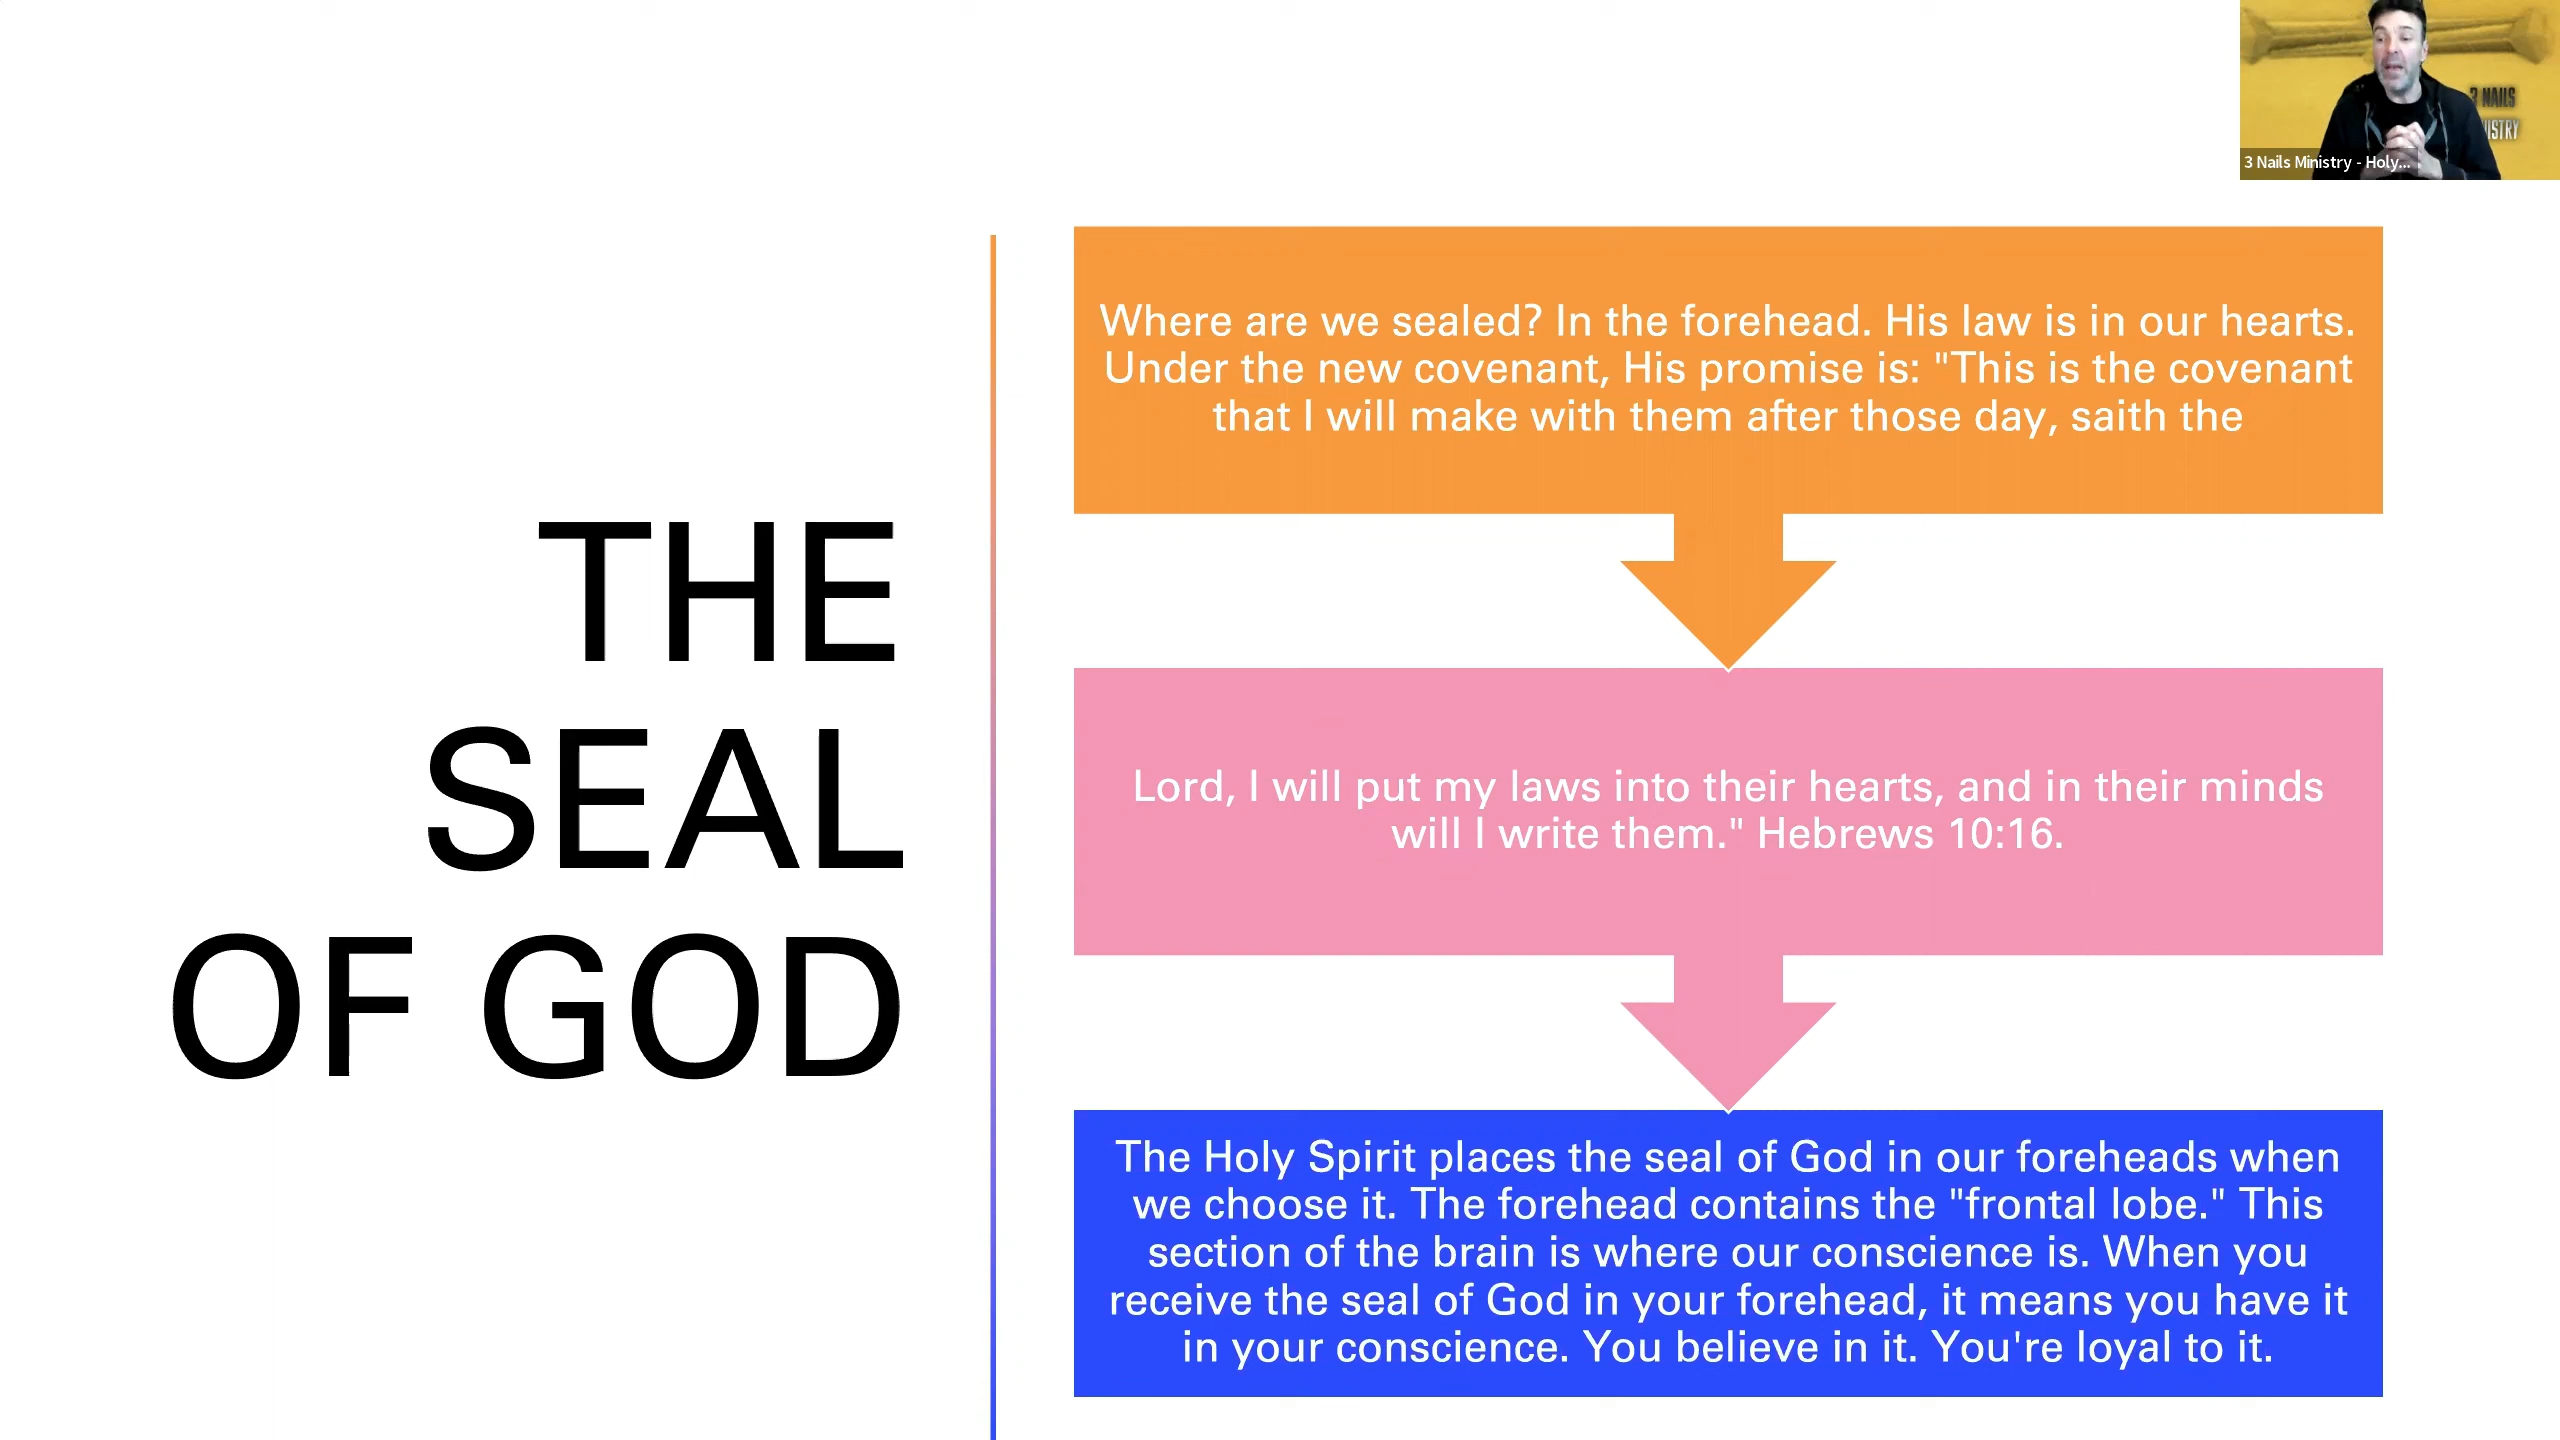 3 NAILS
ISTRY
3 Nails Ministry - Holy...
THE
SEAL
OF GOD
Where are we sealed? In the forehead. His law is in our hearts.
Under the new covenant, His promise is: "This is the covenant
that I will make with them after those day, saith the
Lord, I will put my laws into their hearts, and in their minds
will I write them." Hebrews 10:16.
The Holy Spirit places the seal of God in our foreheads when
we choose it. The forehead contains the "frontal lobe." This
section of the brain is where our conscience is. When you
receive the seal of God in your forehead, it means you have it
in your conscience. You believe in it. You're loyal to it.